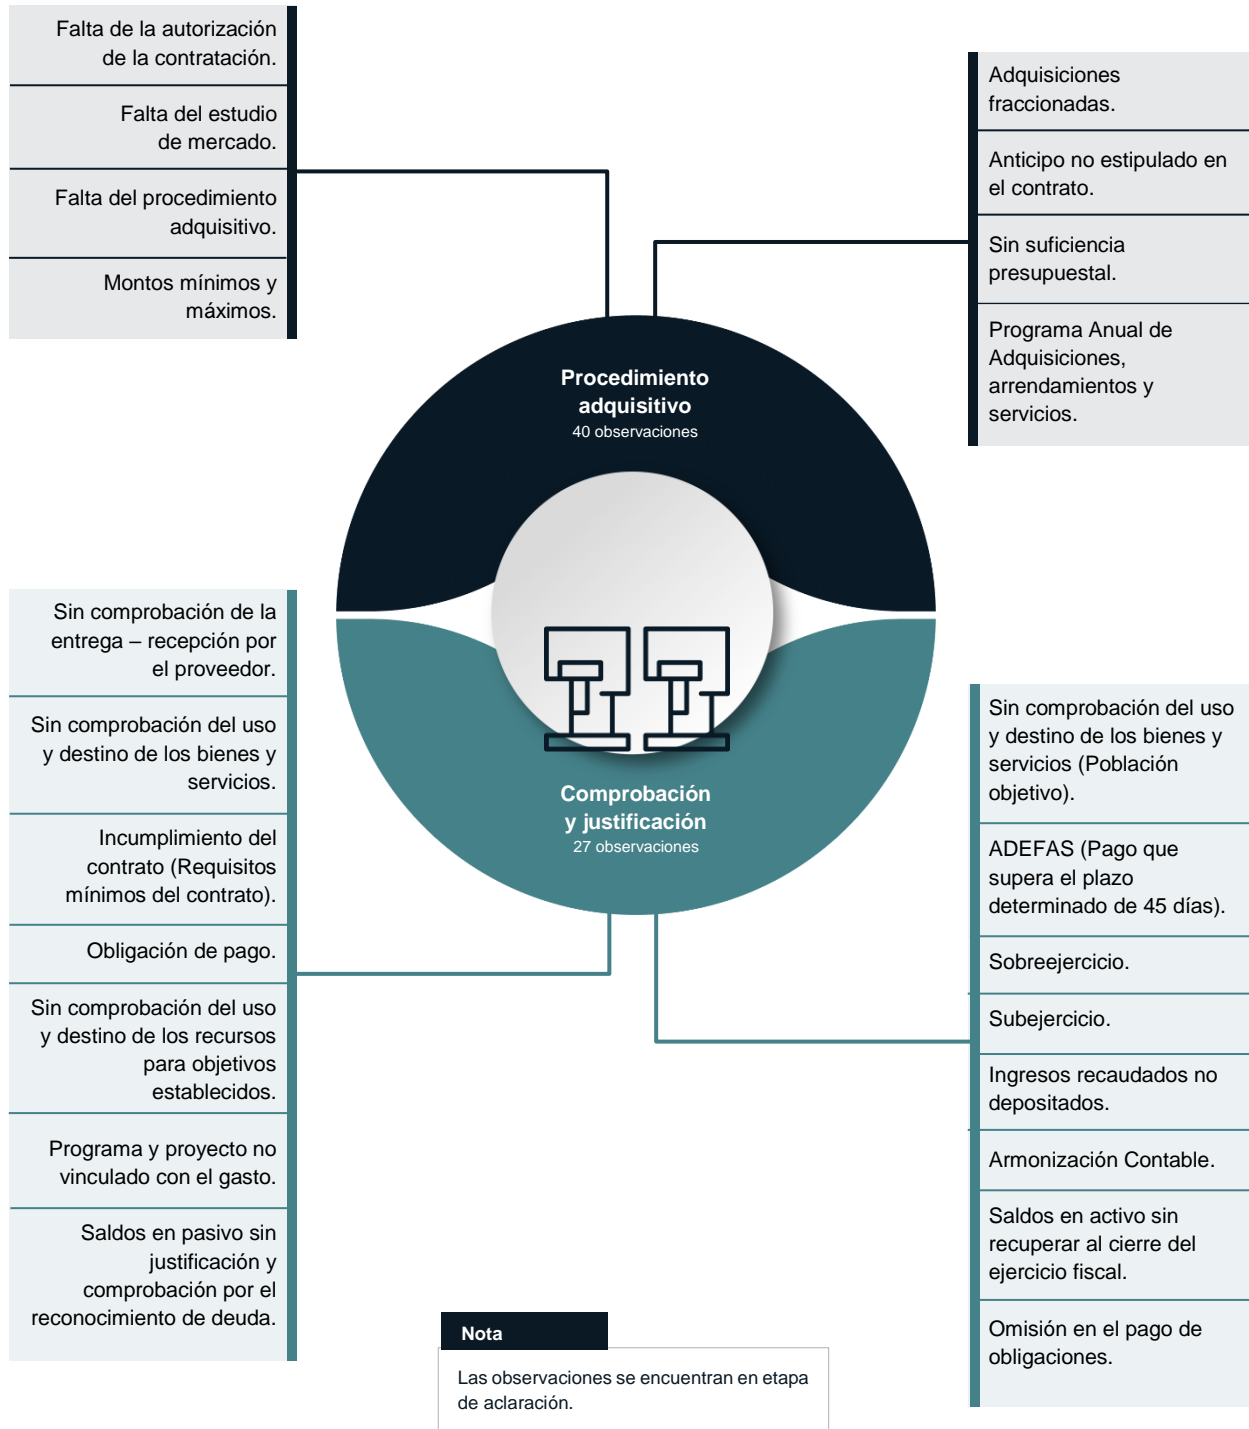 Falta de la autorización
de la contratación.
Falta del estudio
de mercado.
Falta del procedimiento
adquisitivo.
Montos mínimos y
máximos.
Adquisiciones
fraccionadas.
Anticipo no estipulado en
el contrato.
Sin suficiencia
presupuestal.
Programa Anual de
Adquisiciones,
arrendamientos y
servicios.
Procedimiento
adquisitivo
40 observaciones
Comprobación
y justificación
27 observaciones
Sin comprobación de la
entrega – recepción por
el proveedor.
Sin comprobación del uso
y destino de los bienes y
servicios.
Incumplimiento del
contrato (Requisitos
mínimos del contrato).
Obligación de pago.
Sin comprobación del uso
y destino de los recursos
para objetivos
establecidos.
Programa y proyecto no
vinculado con el gasto.
Saldos en pasivo sin
justificación y
comprobación por el
reconocimiento de deuda.
Sin comprobación del uso
y destino de los bienes y
servicios (Población
objetivo).
ADEFAS (Pago que
supera el plazo
determinado de 45 días).
Sobreejercicio.
Subejercicio.
Ingresos recaudados no
depositados.
Armonización Contable.
Saldos en activo sin
recuperar al cierre del
ejercicio fiscal.
Omisión en el pago de
obligaciones.
Nota
Las observaciones se encuentran en etapa
de aclaración.